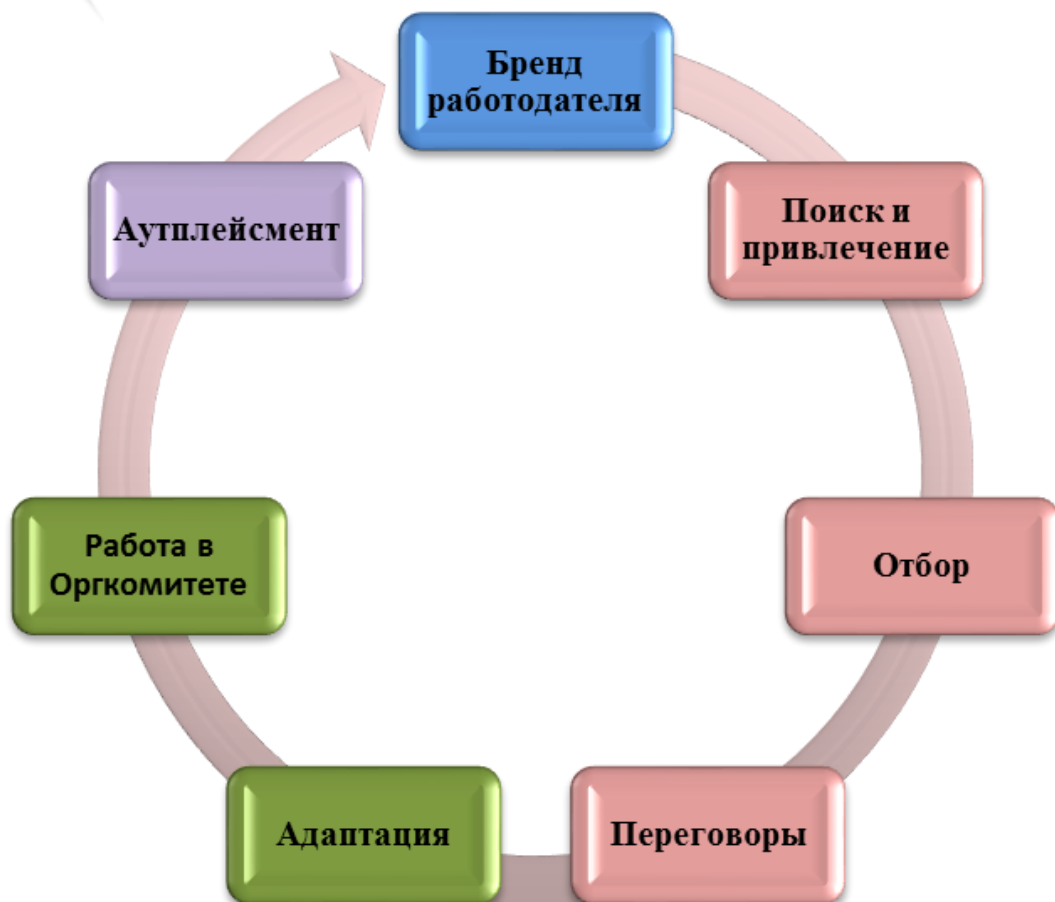 Бренд
работодателя
Поиск и
привлечение
Отбор
Переговоры
Адаптация
Работа в
Оргкомитете
Аутплейсмент